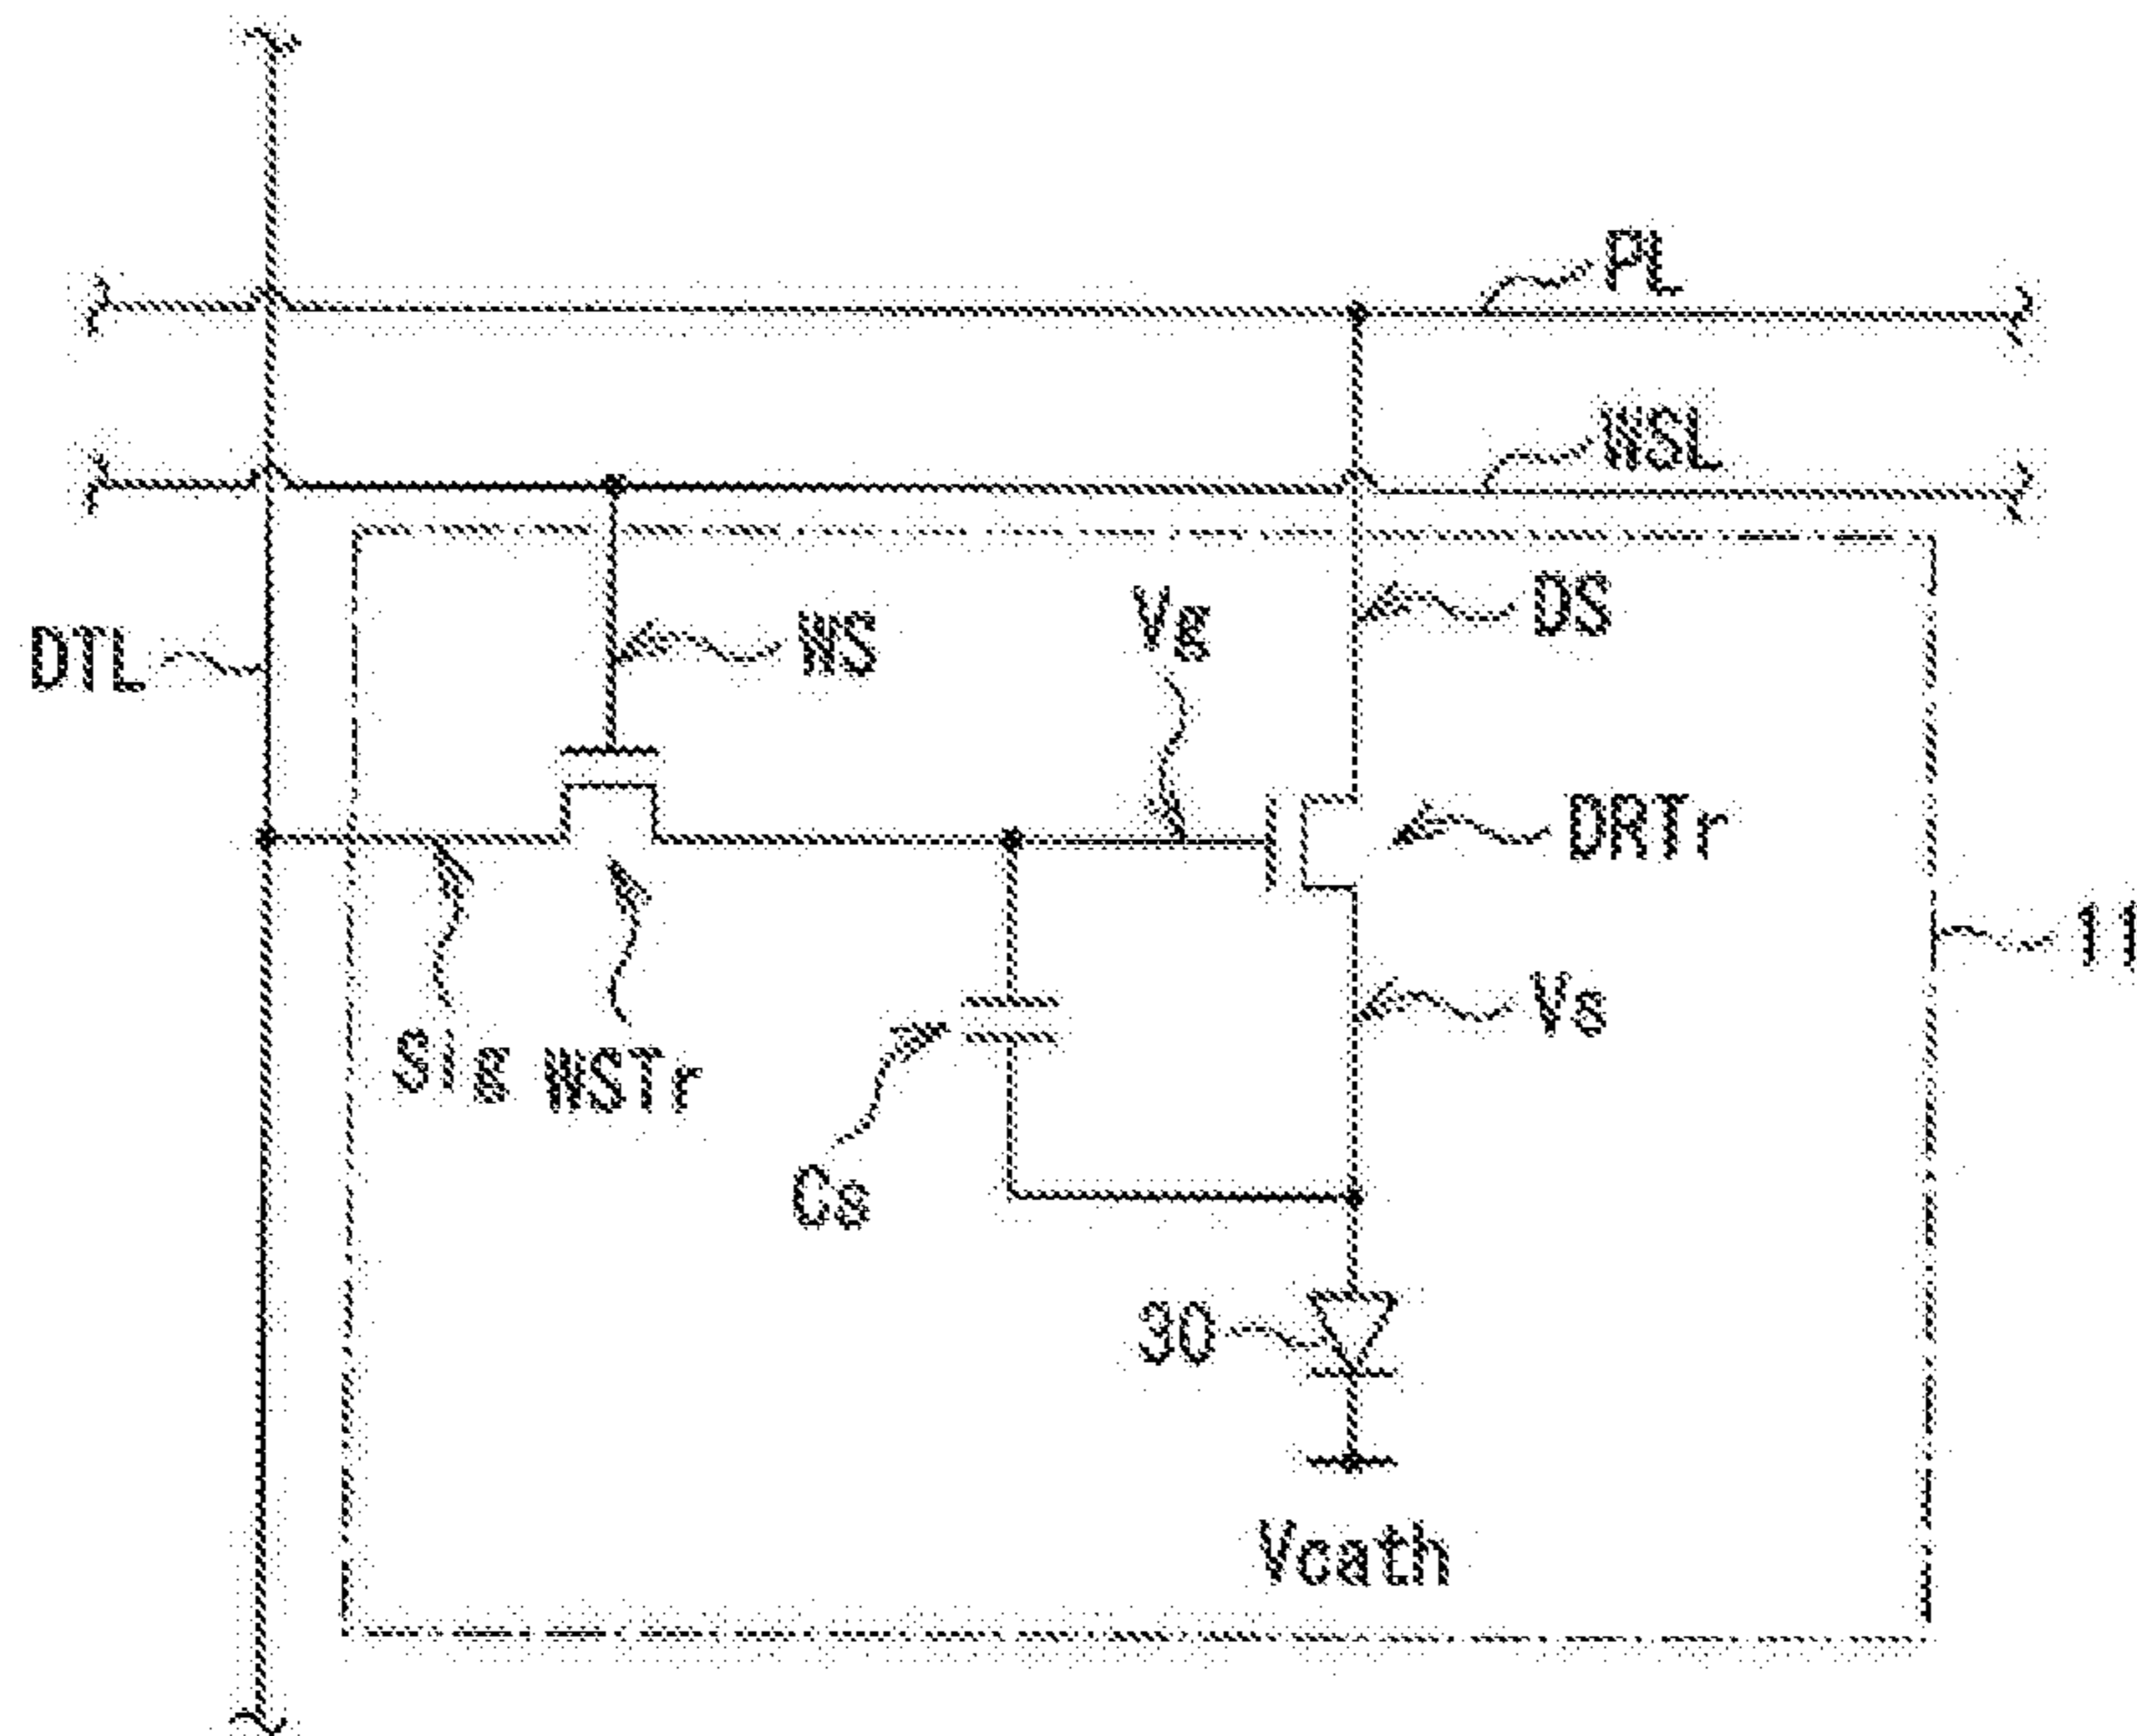 PL
WSL
DS
Vg
WS
DTL
DRTr
11
Vs
Sig
WSTr
Cs
30
Vcath